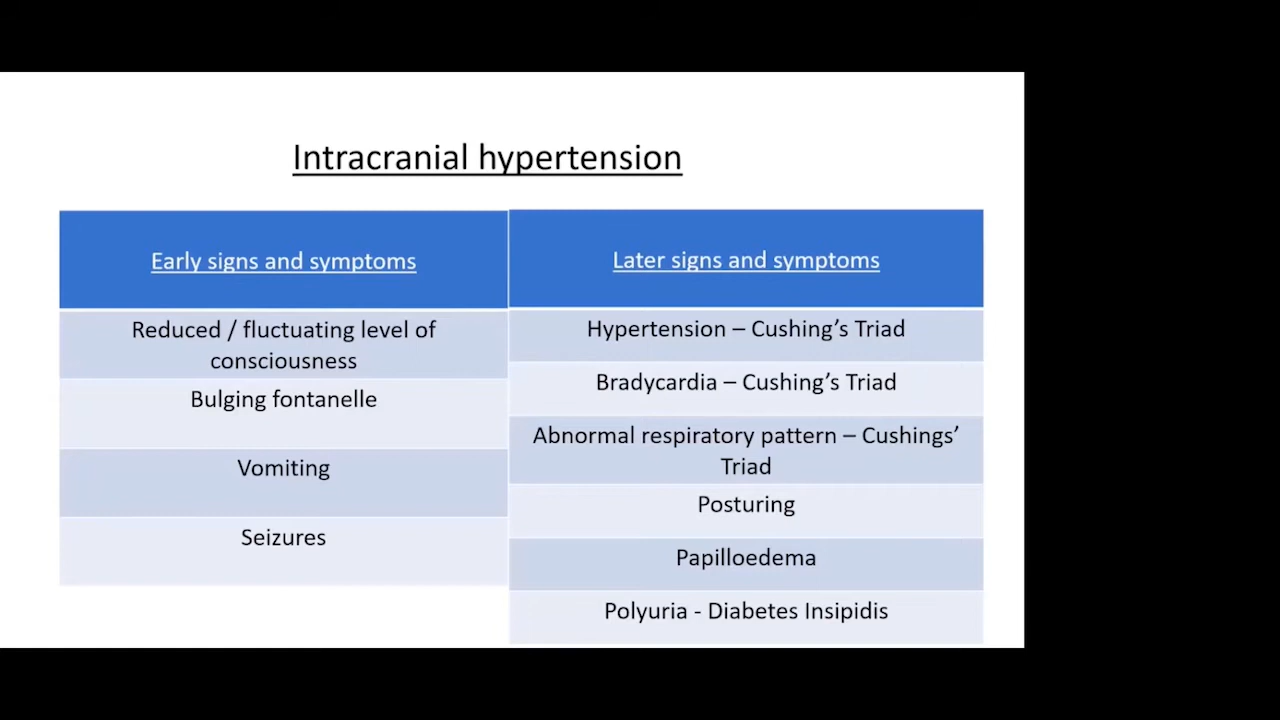 Intracranial hypertension
Early signs and symptoms
Reduced / fluctuating level of
consciousness
Bulging fontanelle
Vomiting
Seizures
Later signs and symptoms
Hypertension – Cushing’s Triad
Bradycardia – Cushing’s Triad
Abnormal respiratory pattern – Cushings’
Triad
Posturing
Papilloedema
Polyuria - Diabetes Insipidis